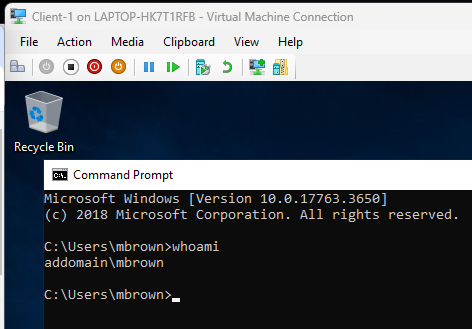 Client-1 on LAPTOP-HK7T1RFB - Virtual Machine Connection
File Action Media Clipboard View Help
Recycle Bin
C:\. Command Prompt
Microsoft Windows [Version 10.0.17763.3650]
(c) 2018 Microsoft Corporation. All rights reserved.
C:\Users\mbrown>whoami
addomain\mbrown
C:\Users\mbrown>